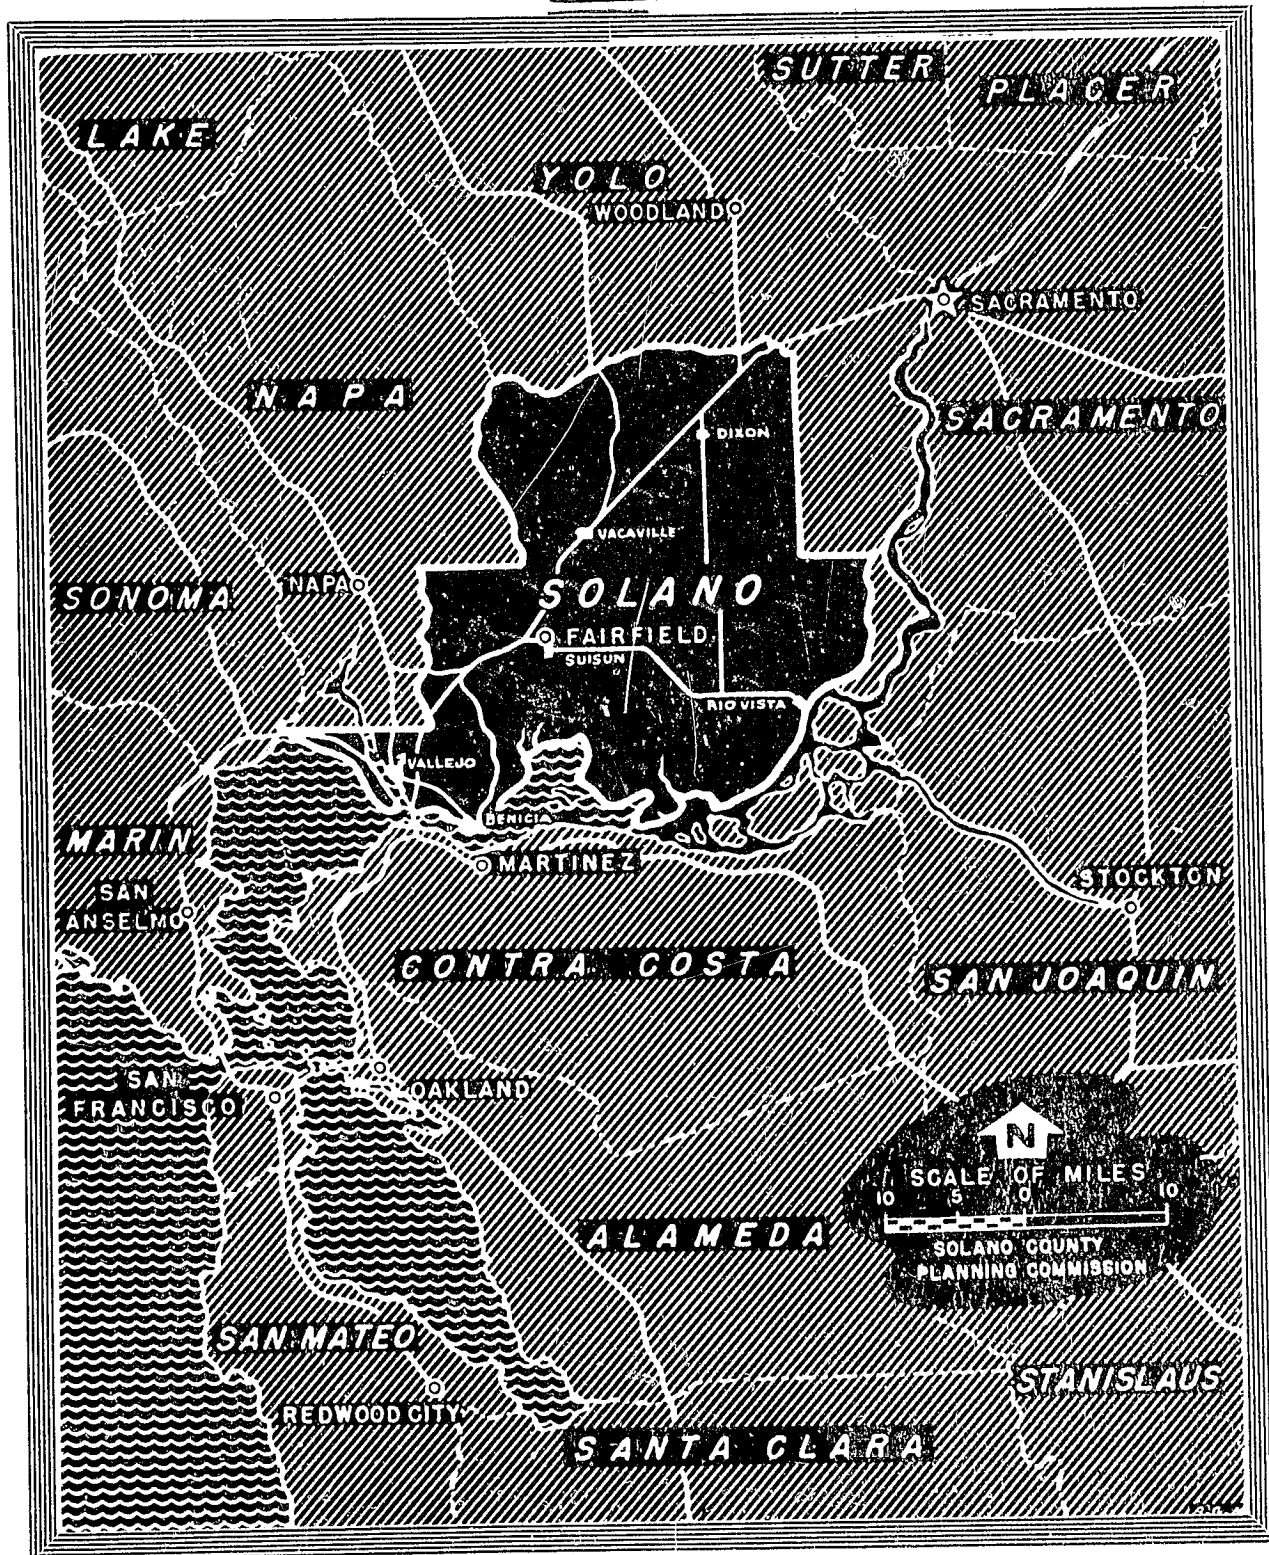 SUTTER
PLACER
LAKE
YOLO
WOODLAND
SACRAMENTO
NAPA
SACRAMENTO
DIXON
VACAVILLE
SONOMA
NAPA
SOLANO
FAIRFIELD
SUISUN
RIO VISTA
VALLEJO
BENICIA
MARIN
MARTINEZ
STOCKTON
SAN
ANSELMO
CONTRA COSTA
SAN JOAQUIN
SAN
FRANCISCO
OAKLAND
N
SCALE OF MILES
10 5 0 10
SOLANO COUNTY
PLANNING COMMISSION
ALAMEDA
SAN MATEO
STANISLAUS
REDWOOD CITY
SANTA CLARA